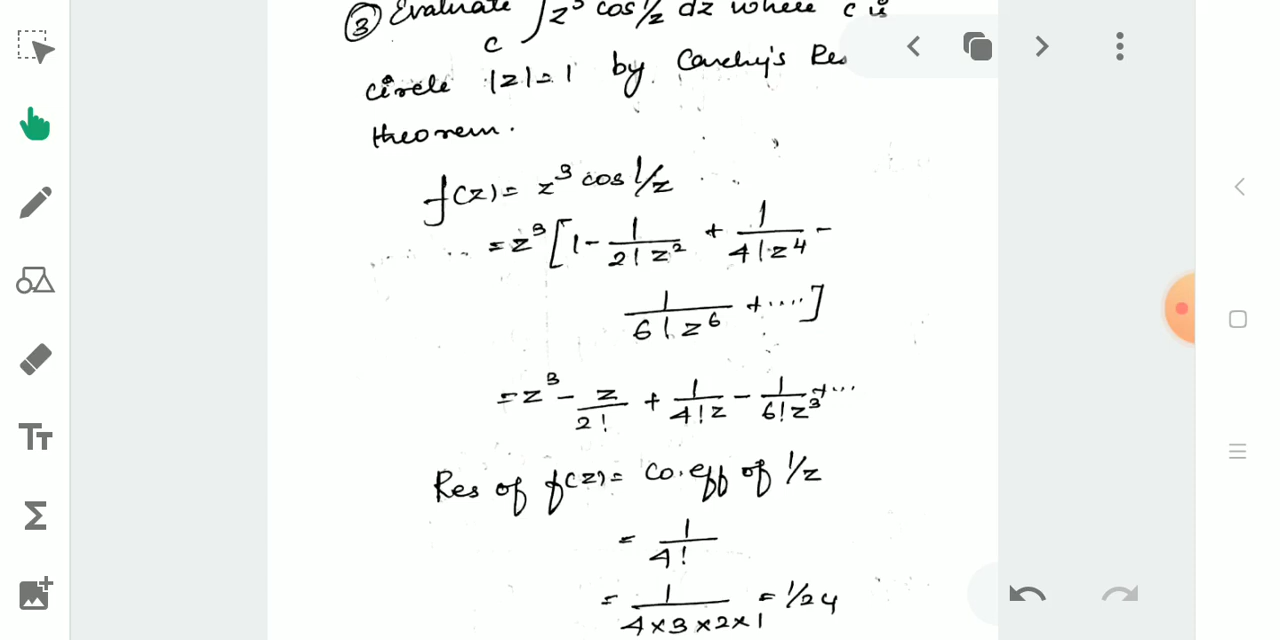 ③ Evaluate ∫ z³ cos 1/z dz where c is
c
circle |z|=1 by Cauchy's Res
theorem.
f(z) = z³ cos 1/z
= z³ [1 - 1/2!z² + 1/4!z⁴ -
1/6!z⁶ + ....]
= z³ - z/2! + 1/4!z - 1/6!z³ + ...
Res of f(z) = Co.eff of 1/z
= 1/4!
= 1/4×3×2×1 = 1/24
TT
Σ